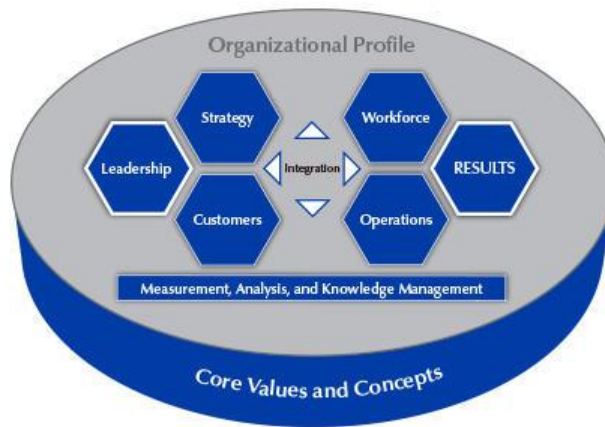 Organizational Profile
Strategy
Workforce
Leadership
Integration
RESULTS
Customers
Operations
Measurement, Analysis, and Knowledge Management
Core Values and Concepts